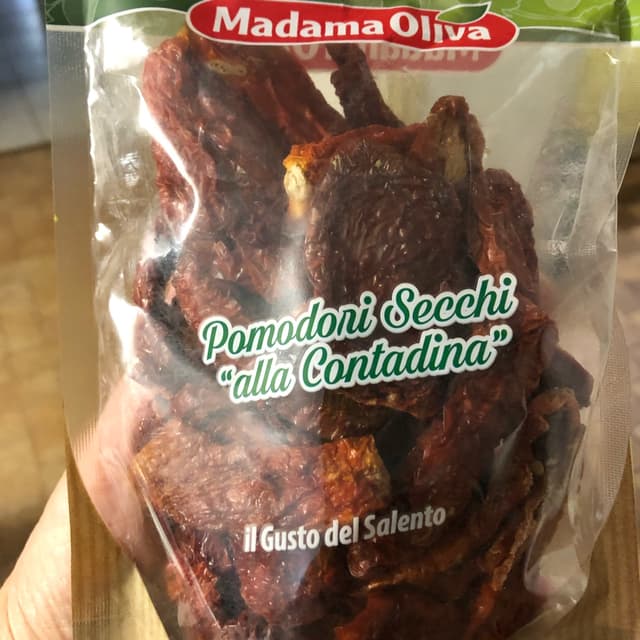 Madama Oliva
Pomodori Secchi
"alla Contadina"
il Gusto del Salento